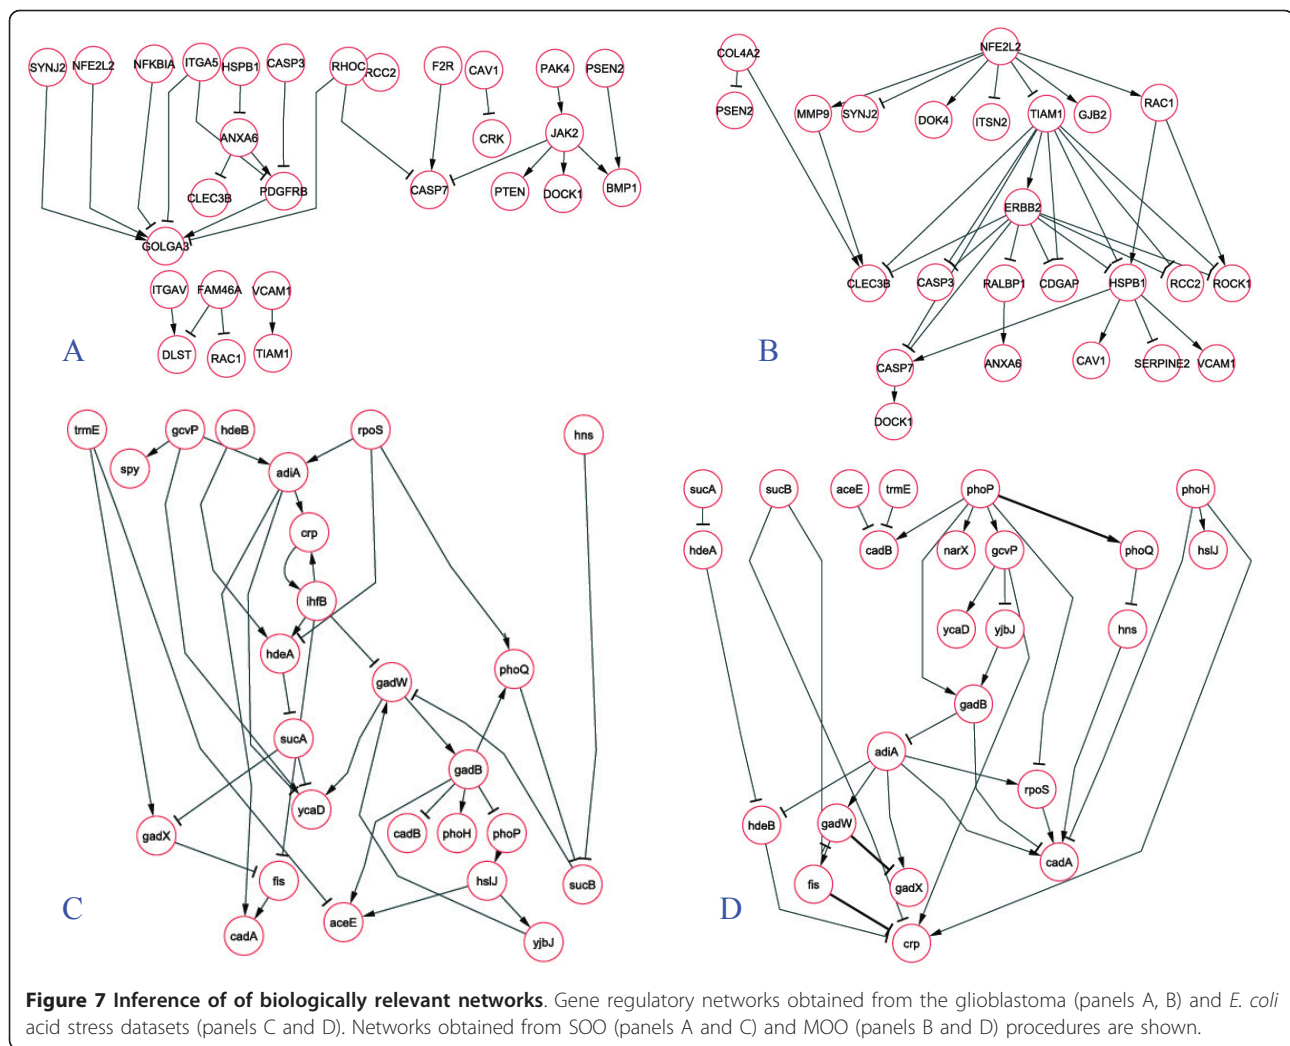 SYNJ2 NFE2L2 NFKBIA ITGA5 HSPB1 CASP3 RHOC RCC2 F2R CAV1 PAK4 PSEN2
ANXA6 CRK JAK2
CLEC3B PDGFRB CASP7 PTEN DOCK1 BMP1
GOLGA3
ITGAV FAM46A VCAM1
A DLST RAC1 TIAM1
COL4A2 NFE2L2
PSEN2 MMP9 SYNJ2 DOK4 ITSN2 TIAM1 GJB2 RAC1
ERBB2
CLEC3B CASP3 RALBP1 CDGAP HSPB1 RCC2 ROCK1
B CASP7 ANXA6 CAV1 SERPINE2 VCAM1
DOCK1
trmE gcvP hdeB rpoS hns
spy adiA
crp
ihfB
hdeA
gadW phoQ
sucA
gadB
ycaD
gadX cadB phoH phoP
fis hslJ sucB
C cadA aceE yjbJ
sucA sucB aceE trmE phoP phoH
hdeA cadB narX gcvP phoQ hslJ
ycaD yjbJ hns
gadB
adiA
rpoS
hdeB gadW
cadA
fis gadX
D crp
Figure 7 Inference of of biologically relevant networks. Gene regulatory networks obtained from the glioblastoma (panels A, B) and E. coli
acid stress datasets (panels C and D). Networks obtained from SOO (panels A and C) and MOO (panels B and D) procedures are shown.